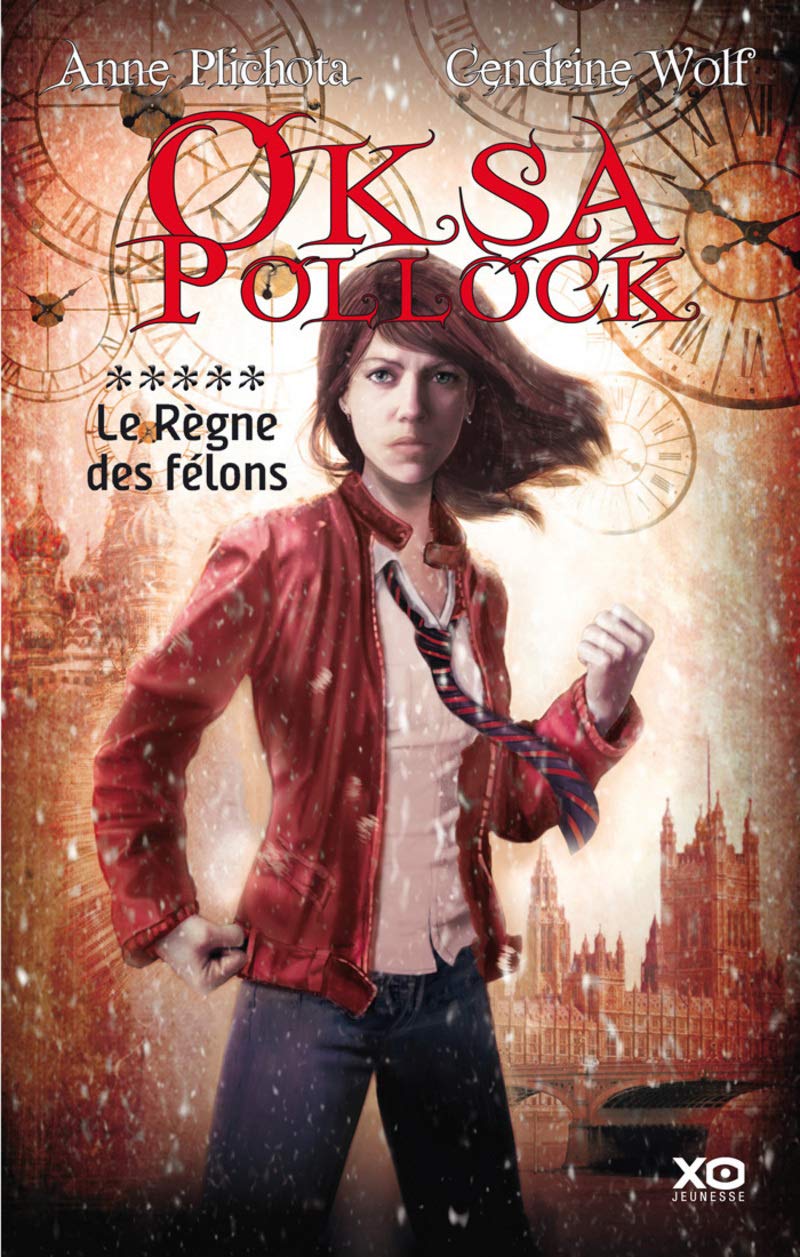 Anne Plichota Cendrine Wolf
OKSA
POLLOCK
*****
Le Règne
des félons
XO
JEUNESSE